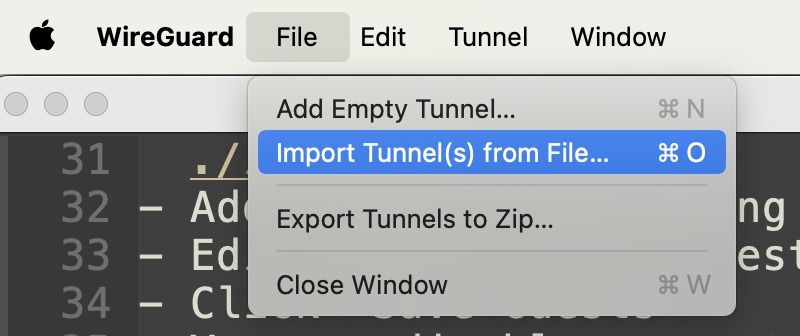 WireGuard File Edit Tunnel Window
Add Empty Tunnel... ⌘ N
Import Tunnel(s) from File... ⌘ O
Export Tunnels to Zip...
Close Window ⌘ W
31 ./
32 - Add
33 - Ed
34 - Click